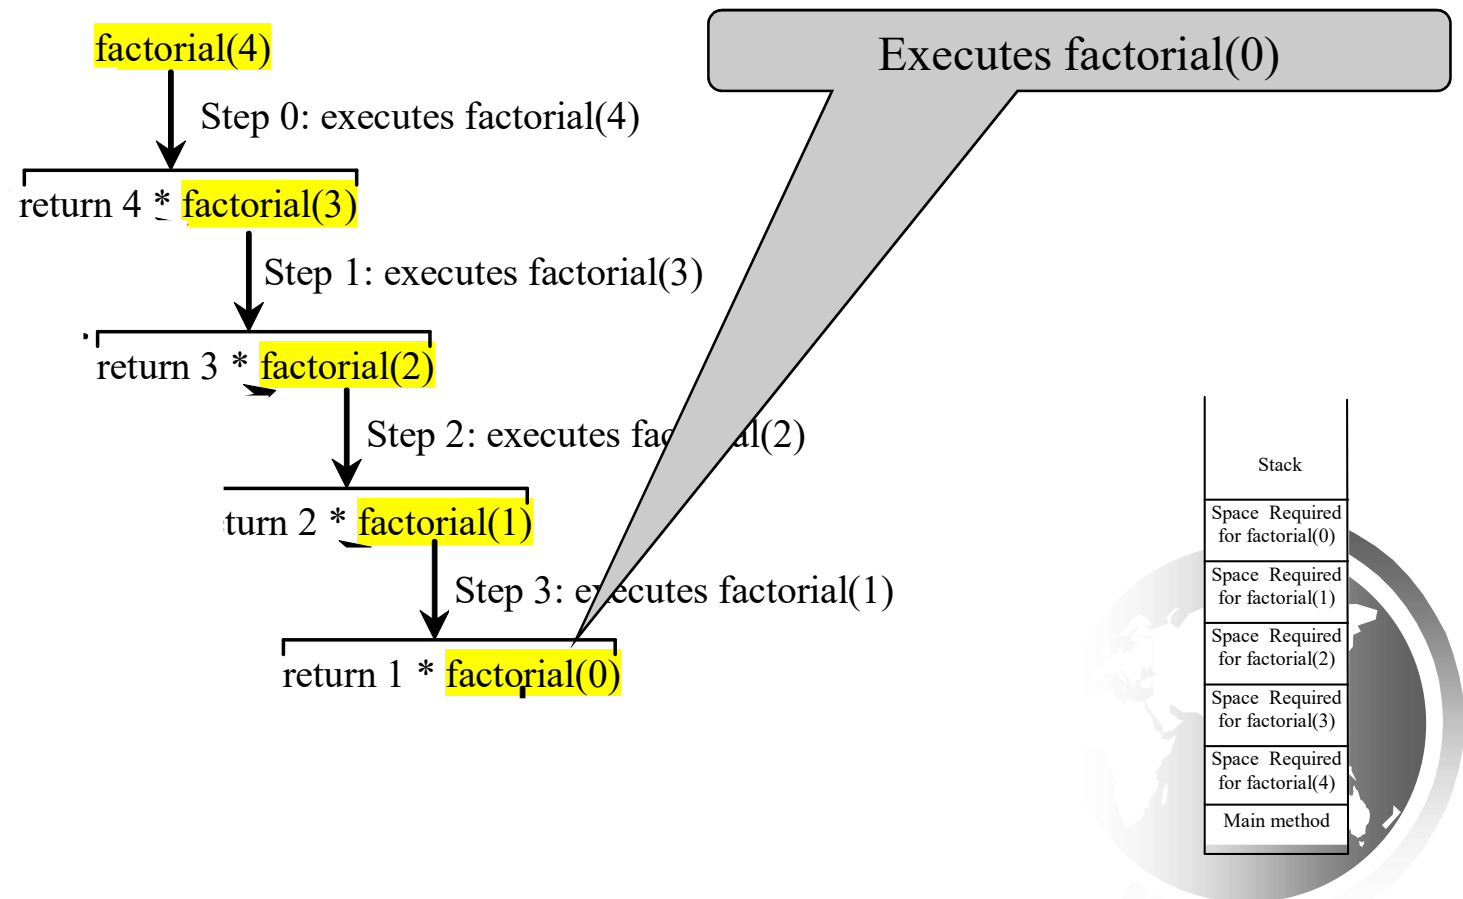 factorial(4)
Executes factorial(0)
Step 0: executes factorial(4)
return 4 * factorial(3)
Step 1: executes factorial(3)
return 3 * factorial(2)
Step 2: executes fac al(2)
turn 2 * factorial(1)
Step 3: executes factorial(1)
return 1 * factorial(0)
Stack
Space Required
for factorial(0)
Space Required
for factorial(1)
Space Required
for factorial(2)
Space Required
for factorial(3)
Space Required
for factorial(4)
Main method